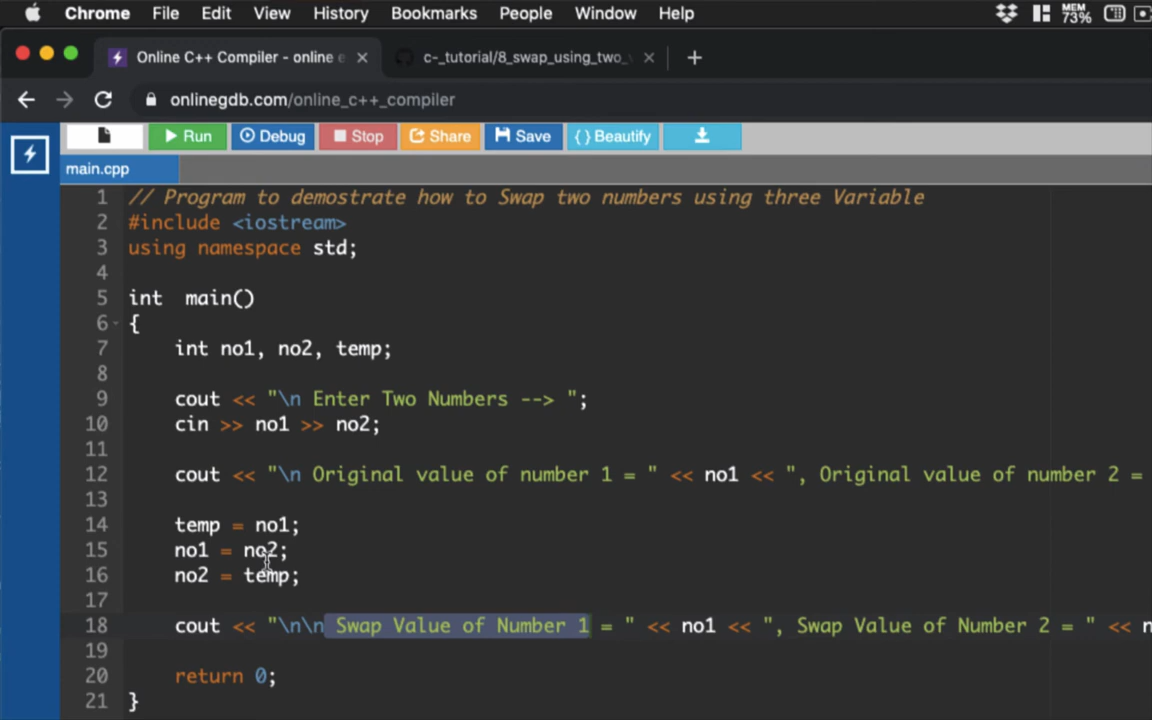 Chrome File Edit View History Bookmarks People Window Help MEM 73%
Online C++ Compiler - online e c-_tutorial/8_swap_using_two_
onlinegdb.com/online_c++_compiler
Run Debug Stop Share Save { } Beautify
main.cpp
1 // Program to demostrate how to Swap two numbers using three Variable
2 #include <iostream>
3 using namespace std;
4
5 int  main()
6 {
7 int no1, no2, temp;
8
9 cout << "\n Enter Two Numbers --> ";
10 cin >> no1 >> no2;
11
12 cout << "\n Original value of number 1 = " << no1 << ", Original value of number 2 =
13
14 temp = no1;
15 no1 = no2;
16 no2 = temp;
17
18 cout << "\n\n Swap Value of Number 1 = " << no1 << ", Swap Value of Number 2 = " << n
19
20 return 0;
21 }